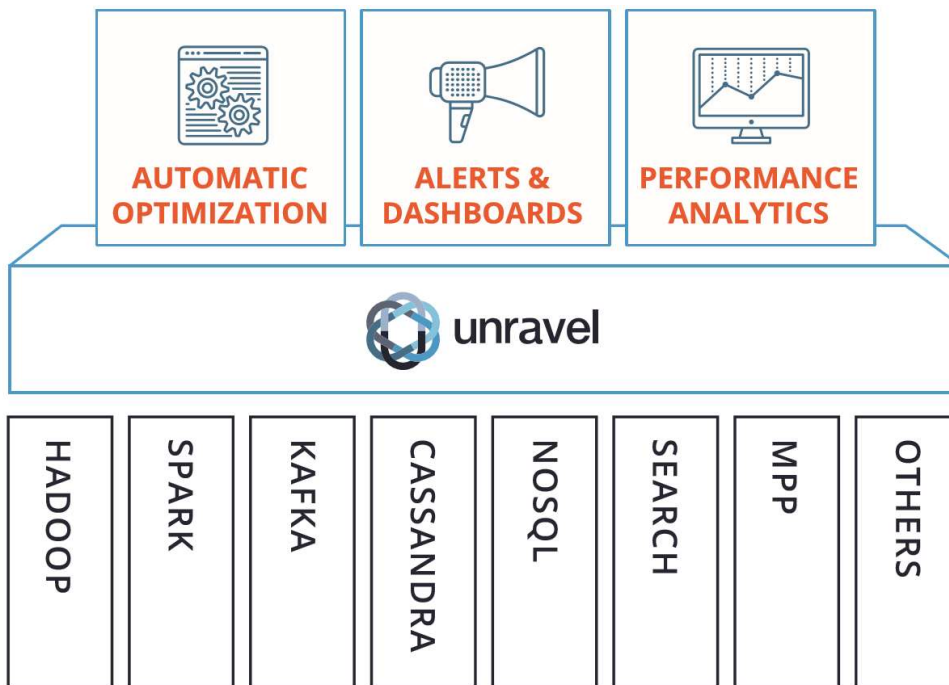 AUTOMATIC
OPTIMIZATION
ALERTS &
DASHBOARDS
PERFORMANCE
ANALYTICS
unravel
HADOOP
SPARK
KAFKA
CASSANDRA
NOSQL
SEARCH
MPP
OTHERS